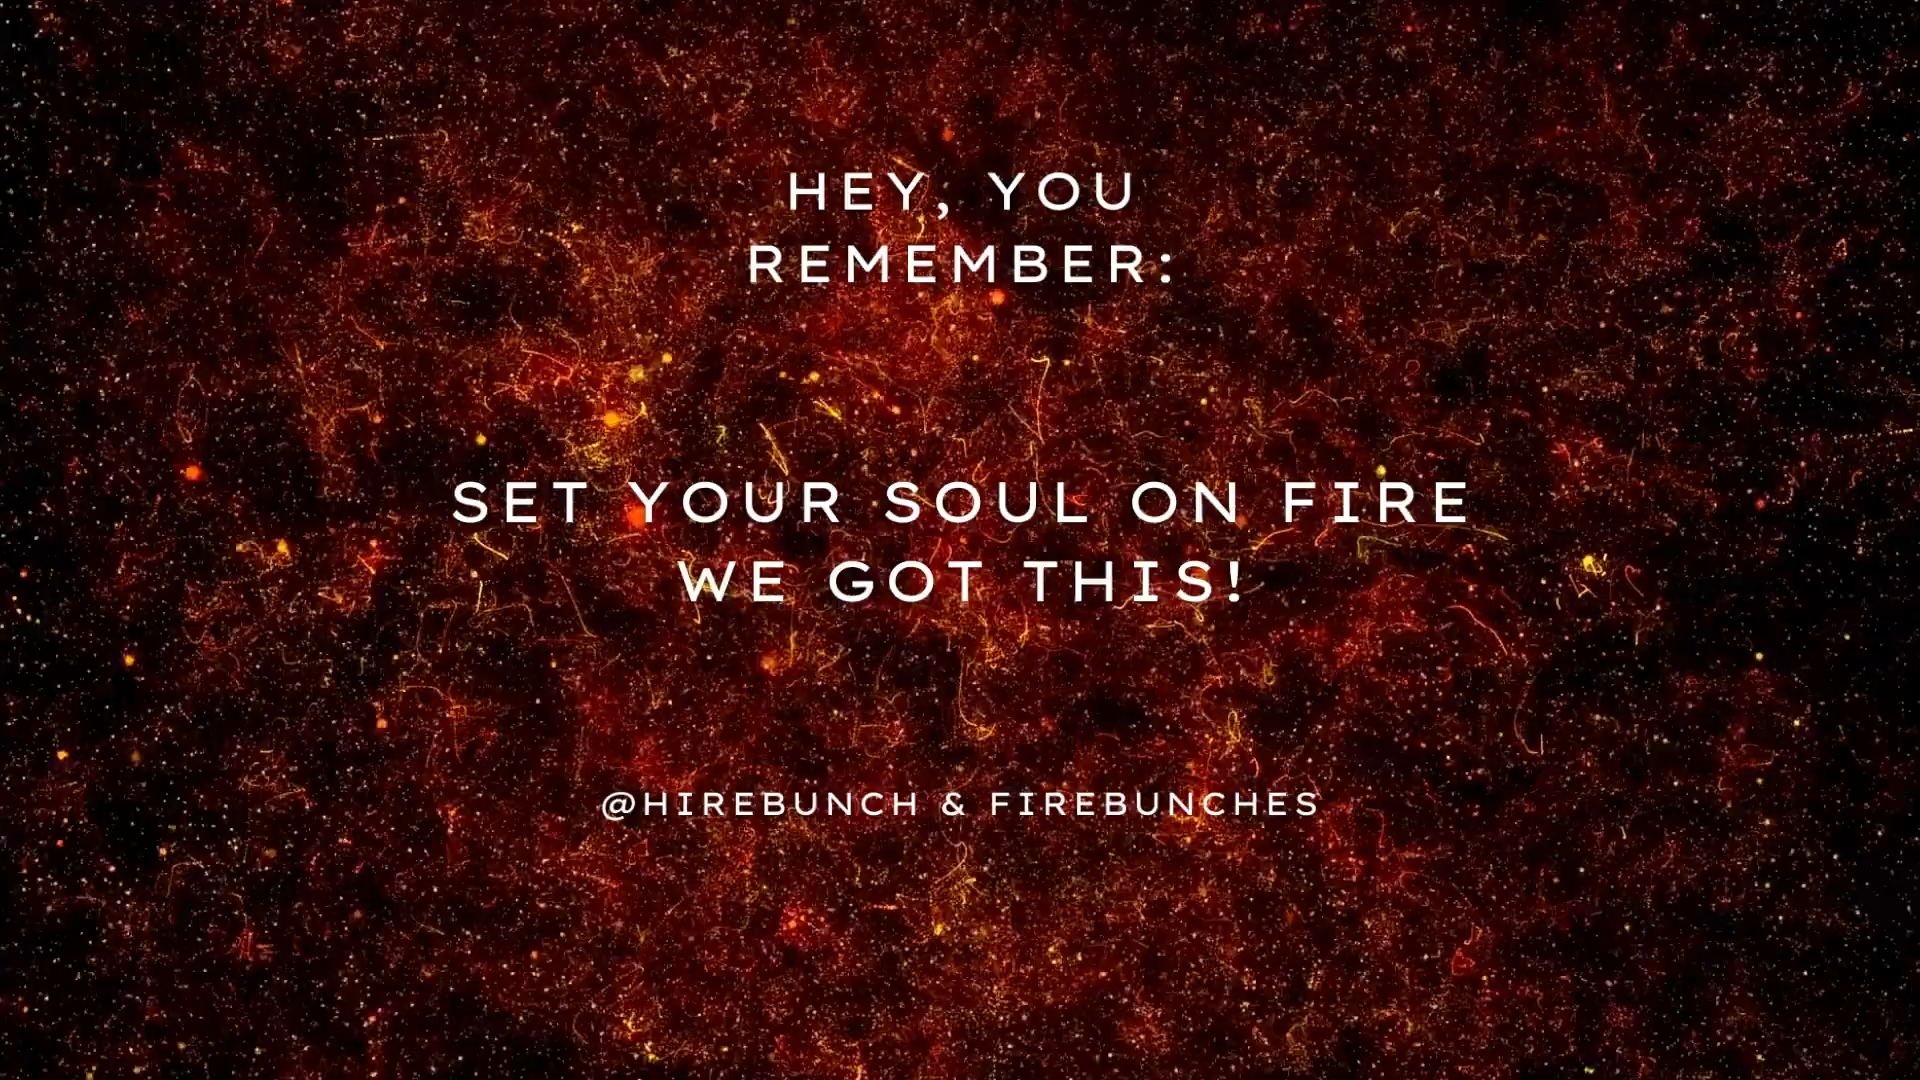 HEY, YOU
REMEMBER:
SET YOUR SOUL ON FIRE
WE GOT THIS!
@HIREBUNCH & FIREBUNCHES